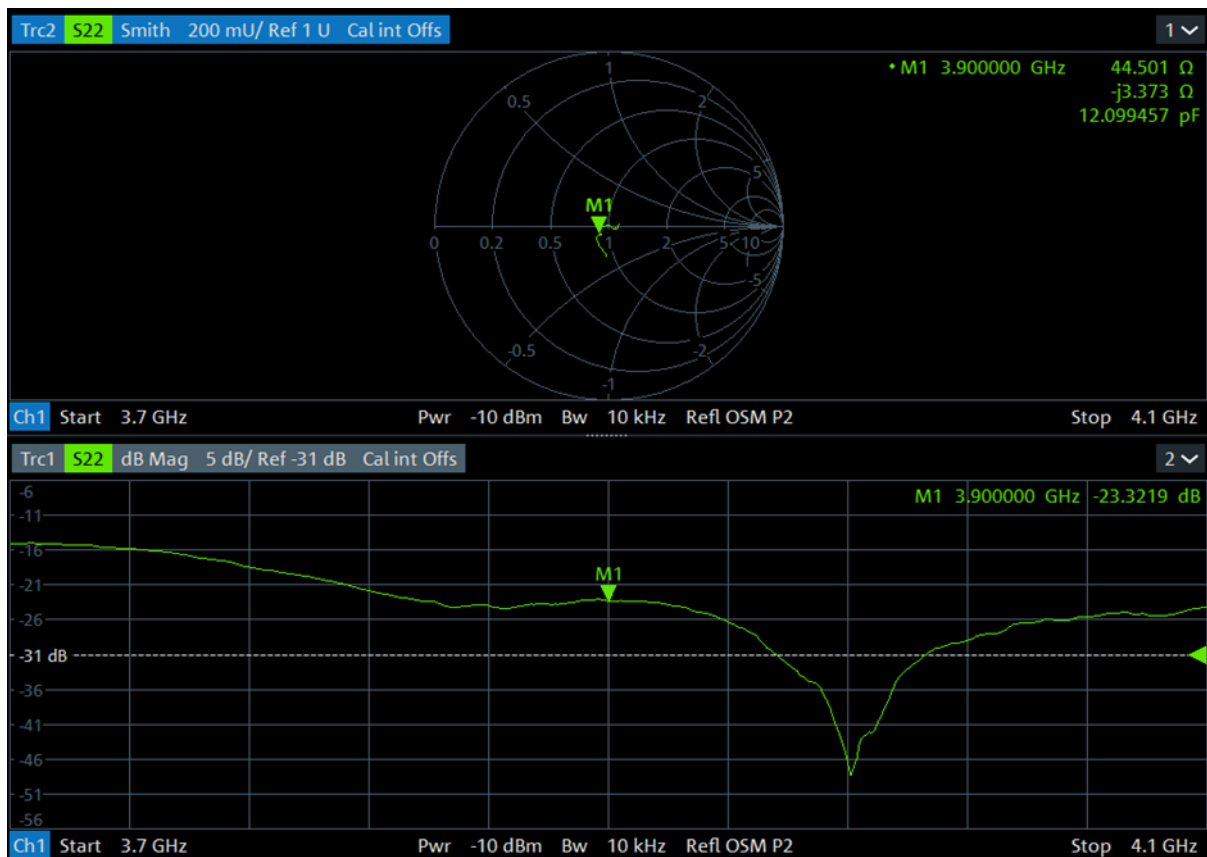 Trc2 S22 Smith 200 mU/ Ref 1 U Cal int Offs 1
• M1 3.900000 GHz 44.501 Ω
-j3.373 Ω
12.099457 pF
1
0.5 2
5
M1
0 0.2 0.5 1 2 5 10
-5
-0.5 -2
-1
Ch1 Start 3.7 GHz Pwr -10 dBm Bw 10 kHz Refl OSM P2 Stop 4.1 GHz
Trc1 S22 dB Mag 5 dB/ Ref -31 dB Cal int Offs 2
-6 M1 3.900000 GHz -23.3219 dB
-11
-16
M1
-21
-26
-31 dB
-36
-41
-46
-51
-56
Ch1 Start 3.7 GHz Pwr -10 dBm Bw 10 kHz Refl OSM P2 Stop 4.1 GHz